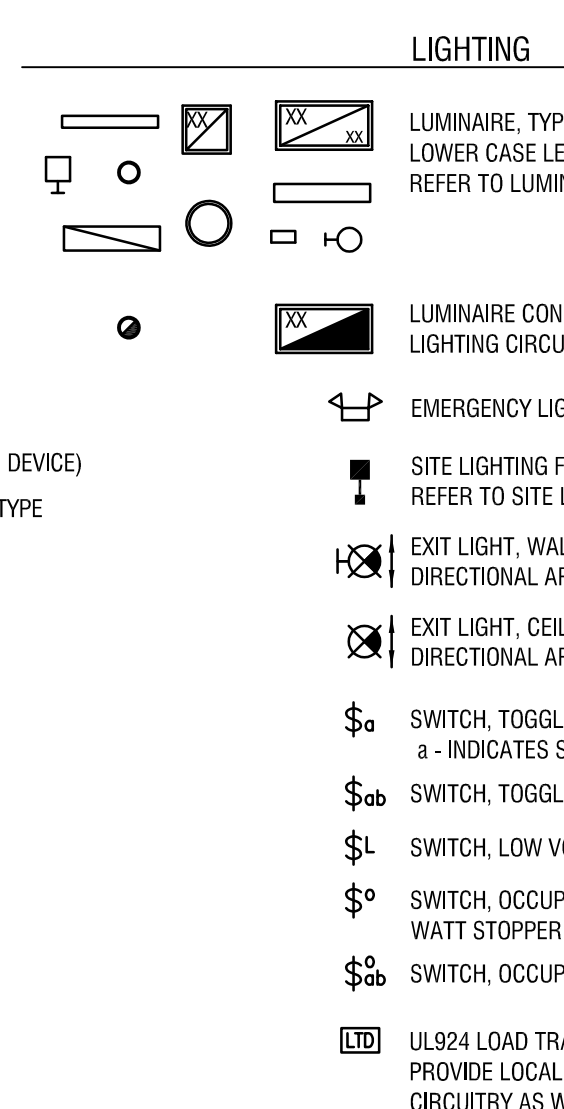 LIGHTING
XX
XX
XX
LUMINAIRE, TYP
LOWER CASE LE
REFER TO LUMIN
XX
LUMINAIRE CON
LIGHTING CIRCU
EMERGENCY LIG
DEVICE)
SITE LIGHTING F
TYPE
REFER TO SITE L
EXIT LIGHT, WAL
DIRECTIONAL AR
EXIT LIGHT, CEIL
DIRECTIONAL AR
$a SWITCH, TOGGL
a - INDICATES S
$ab SWITCH, TOGGL
$L SWITCH, LOW VO
$o SWITCH, OCCUP
WATT STOPPER
$o ab SWITCH, OCCUP
LTD UL924 LOAD TRA
PROVIDE LOCAL
CIRCUITRY AS W